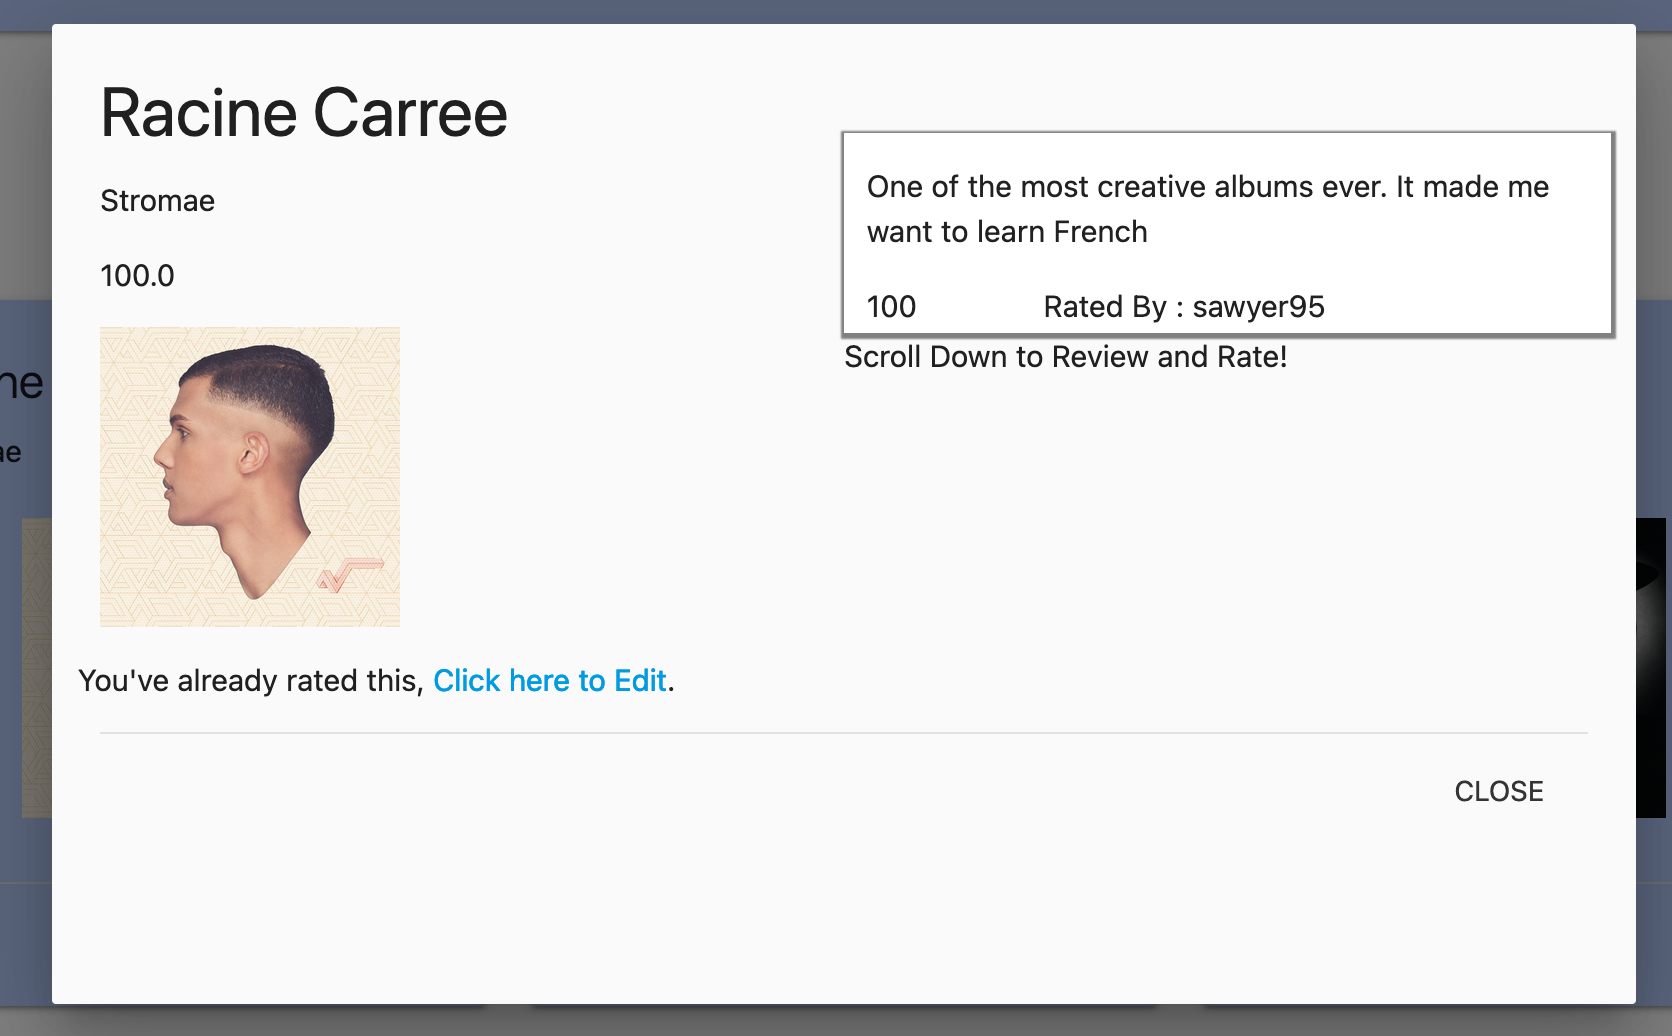 Racine Carree
Stromae
100.0
You've already rated this, Click here to Edit.
One of the most creative albums ever. It made me
want to learn French
100 Rated By : sawyer95
Scroll Down to Review and Rate!
CLOSE